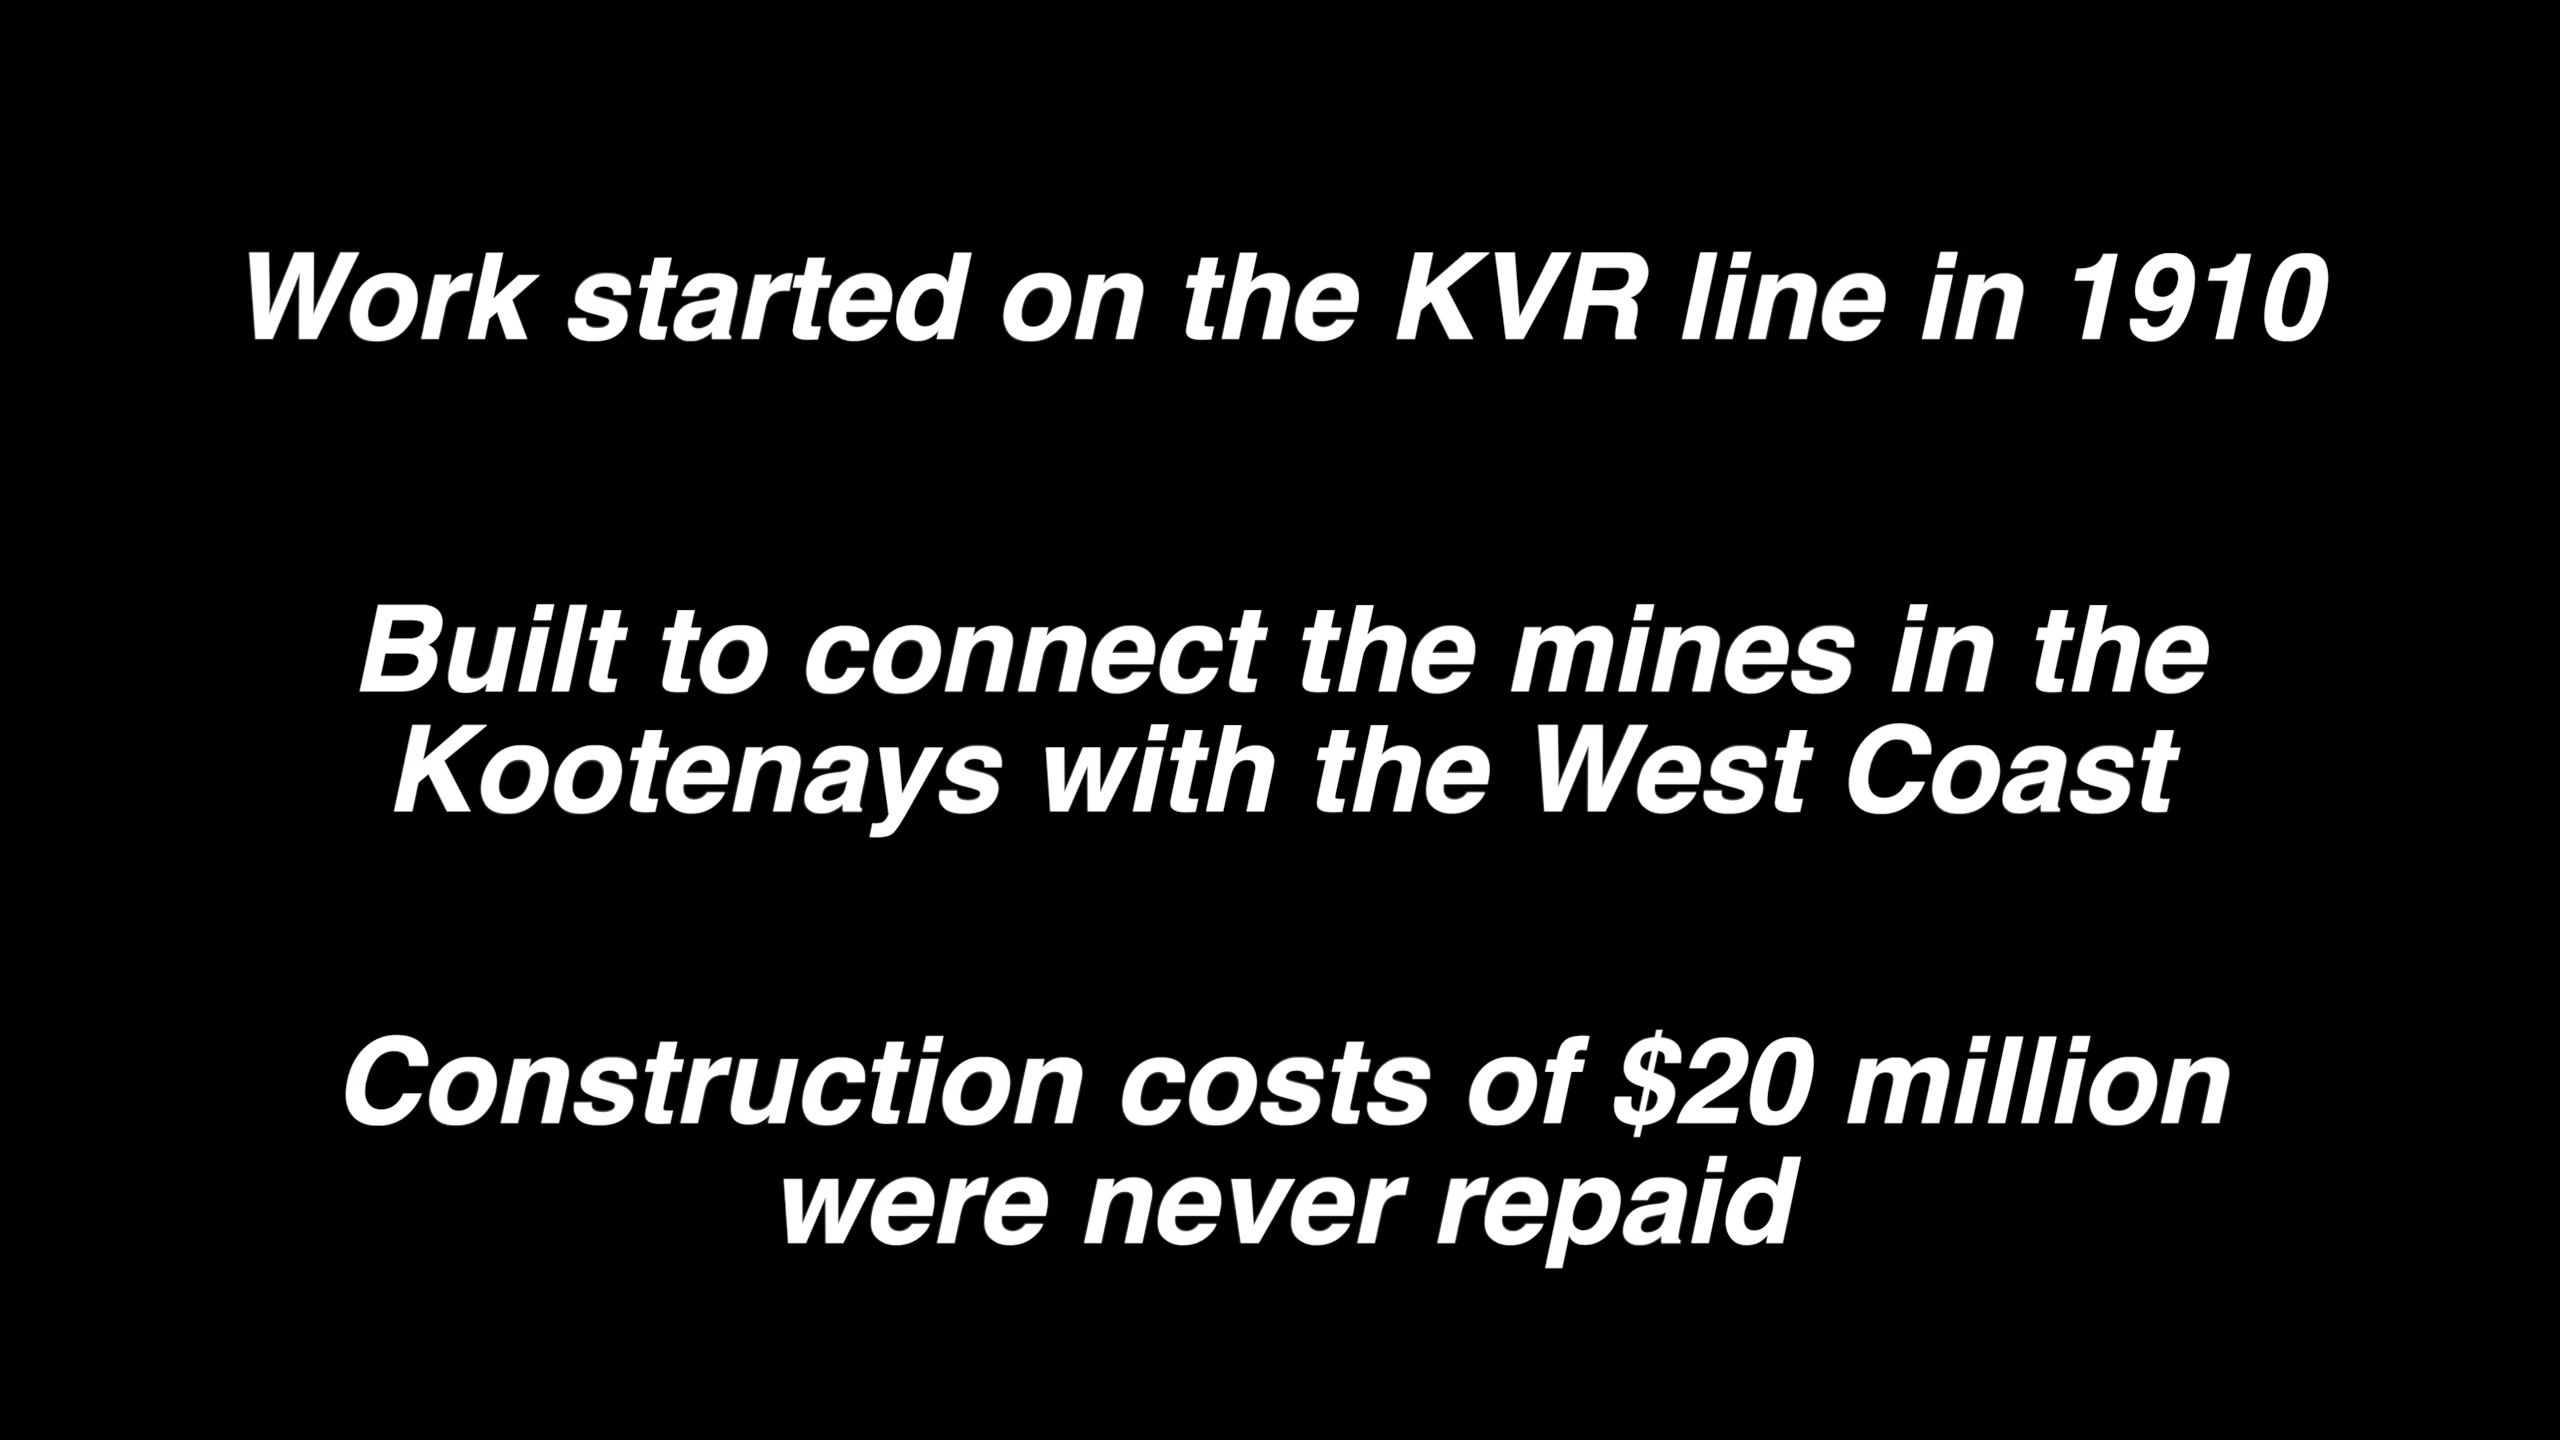 Work started on the KVR line in 1910
Built to connect the mines in the
Kootenays with the West Coast
Construction costs of $20 million
were never repaid